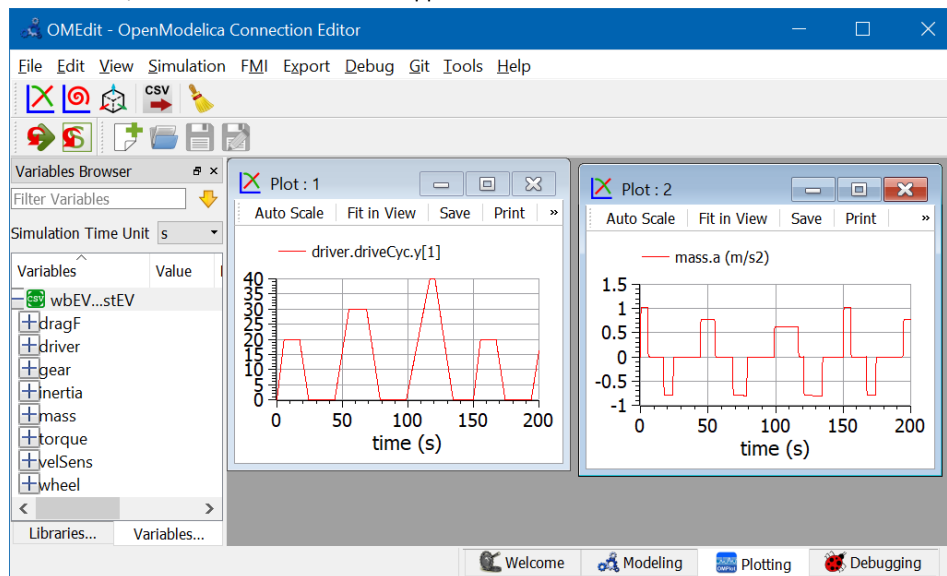 OMEdit - OpenModelica Connection Editor
File Edit View Simulation FMI Export Debug Git Tools Help
CSV
Variables Browser
Filter Variables
Simulation Time Unit s
Variables Value
csv wbEV...stEV
dragF
driver
gear
inertia
mass
torque
velSens
wheel
Libraries... Variables...
Plot : 1
Auto Scale Fit in View Save Print »
driver.driveCyc.y[1]
40
35
30
25
20
15
10
5
0
0 50 100 150 200
time (s)
Plot : 2
Auto Scale Fit in View Save Print »
mass.a (m/s2)
1.5
1
0.5
0
-0.5
-1
0 50 100 150 200
time (s)
Welcome Modeling Plotting Debugging